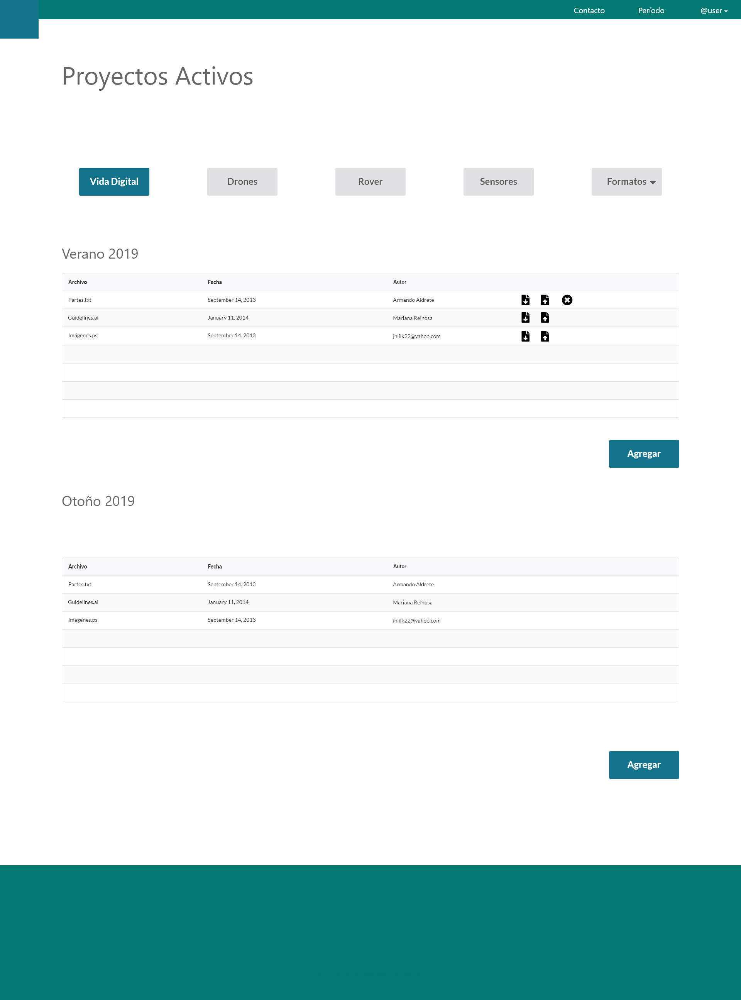 Contacto Período @user
Proyectos Activos
Vida Digital Drones Rover Sensores Formatos
Verano 2019
Archivo Fecha Autor
Partes.txt September 14, 2013 Armando Aldrete
Guidelines.ai January 11, 2014 Mariana Reinosa
Imágenes.ps September 14, 2013 jhlilk22@yahoo.com
Agregar
Otoño 2019
Archivo Fecha Autor
Partes.txt September 14, 2013 Armando Aldrete
Guidelines.ai January 11, 2014 Mariana Reinosa
Imágenes.ps September 14, 2013 jhlilk22@yahoo.com
Agregar